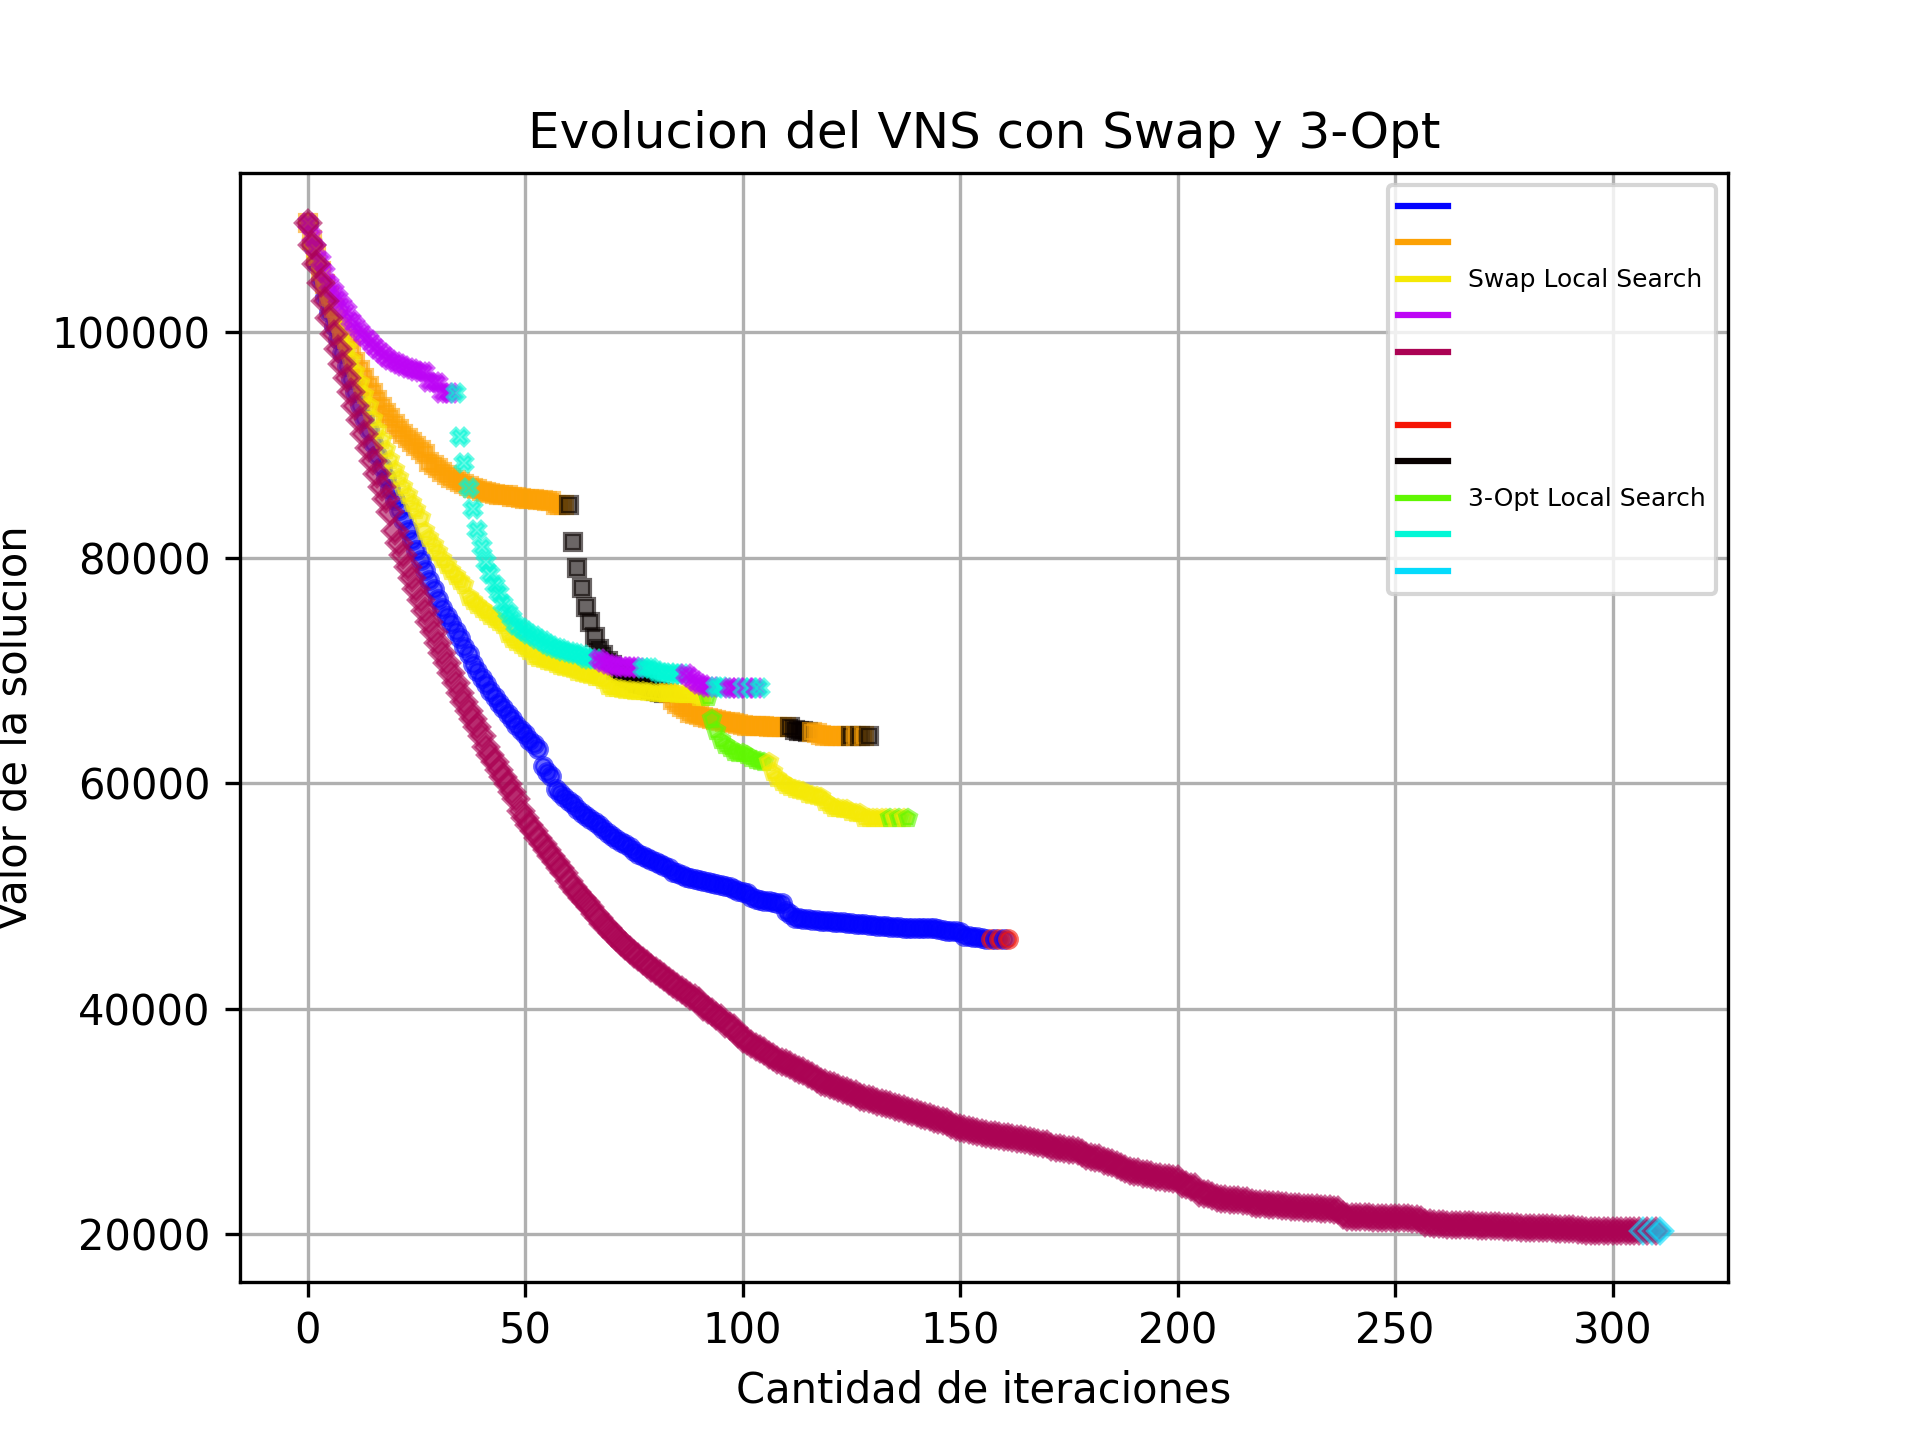 Evolucion del VNS con Swap y 3-Opt
Swap Local Search
3-Opt Local Search
Valor de la solucion
100000
80000
60000
40000
20000
0 50 100 150 200 250 300
Cantidad de iteraciones